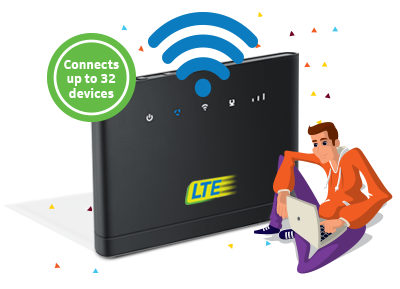 Connects
up to 32
devices
LTE